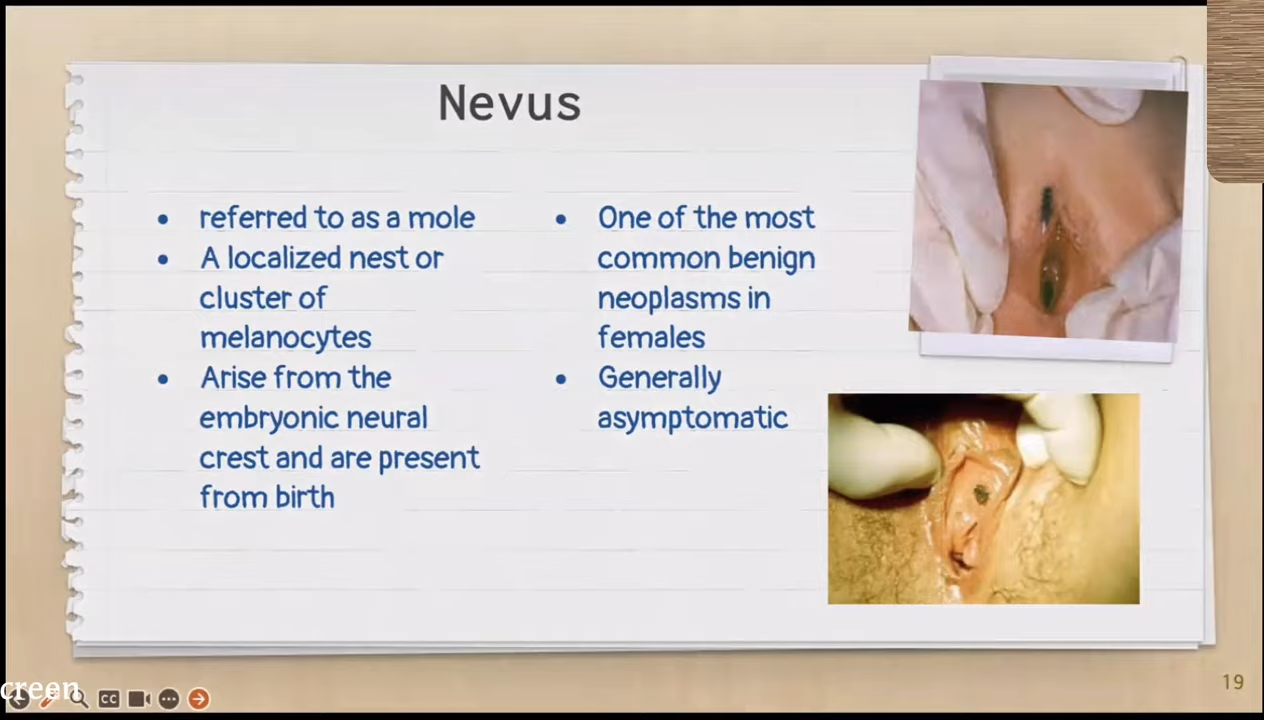 Nevus
• referred to as a mole
• A localized nest or
cluster of
melanocytes
• Arise from the
embryonic neural
crest and are present
from birth
• One of the most
common benign
neoplasms in
females
• Generally
asymptomatic
19
creen
CC